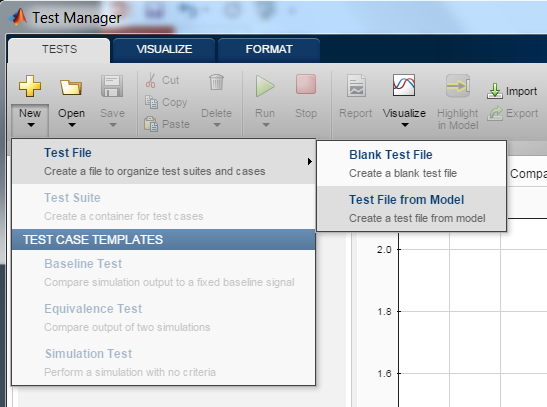 Test Manager
TESTS VISUALIZE FORMAT
New Open Save Cut Copy Paste Delete Run Stop Report Visualize Highlight in Model Import Export
Test File
Create a file to organize test suites and cases
Test Suite
Create a container for test cases
TEST CASE TEMPLATES
Baseline Test
Compare simulation output to a fixed baseline signal
Equivalence Test
Compare output of two simulations
Simulation Test
Perform a simulation with no criteria
Blank Test File
Create a blank test file
Test File from Model
Create a test file from model
Compa
2.0
1.8
1.6